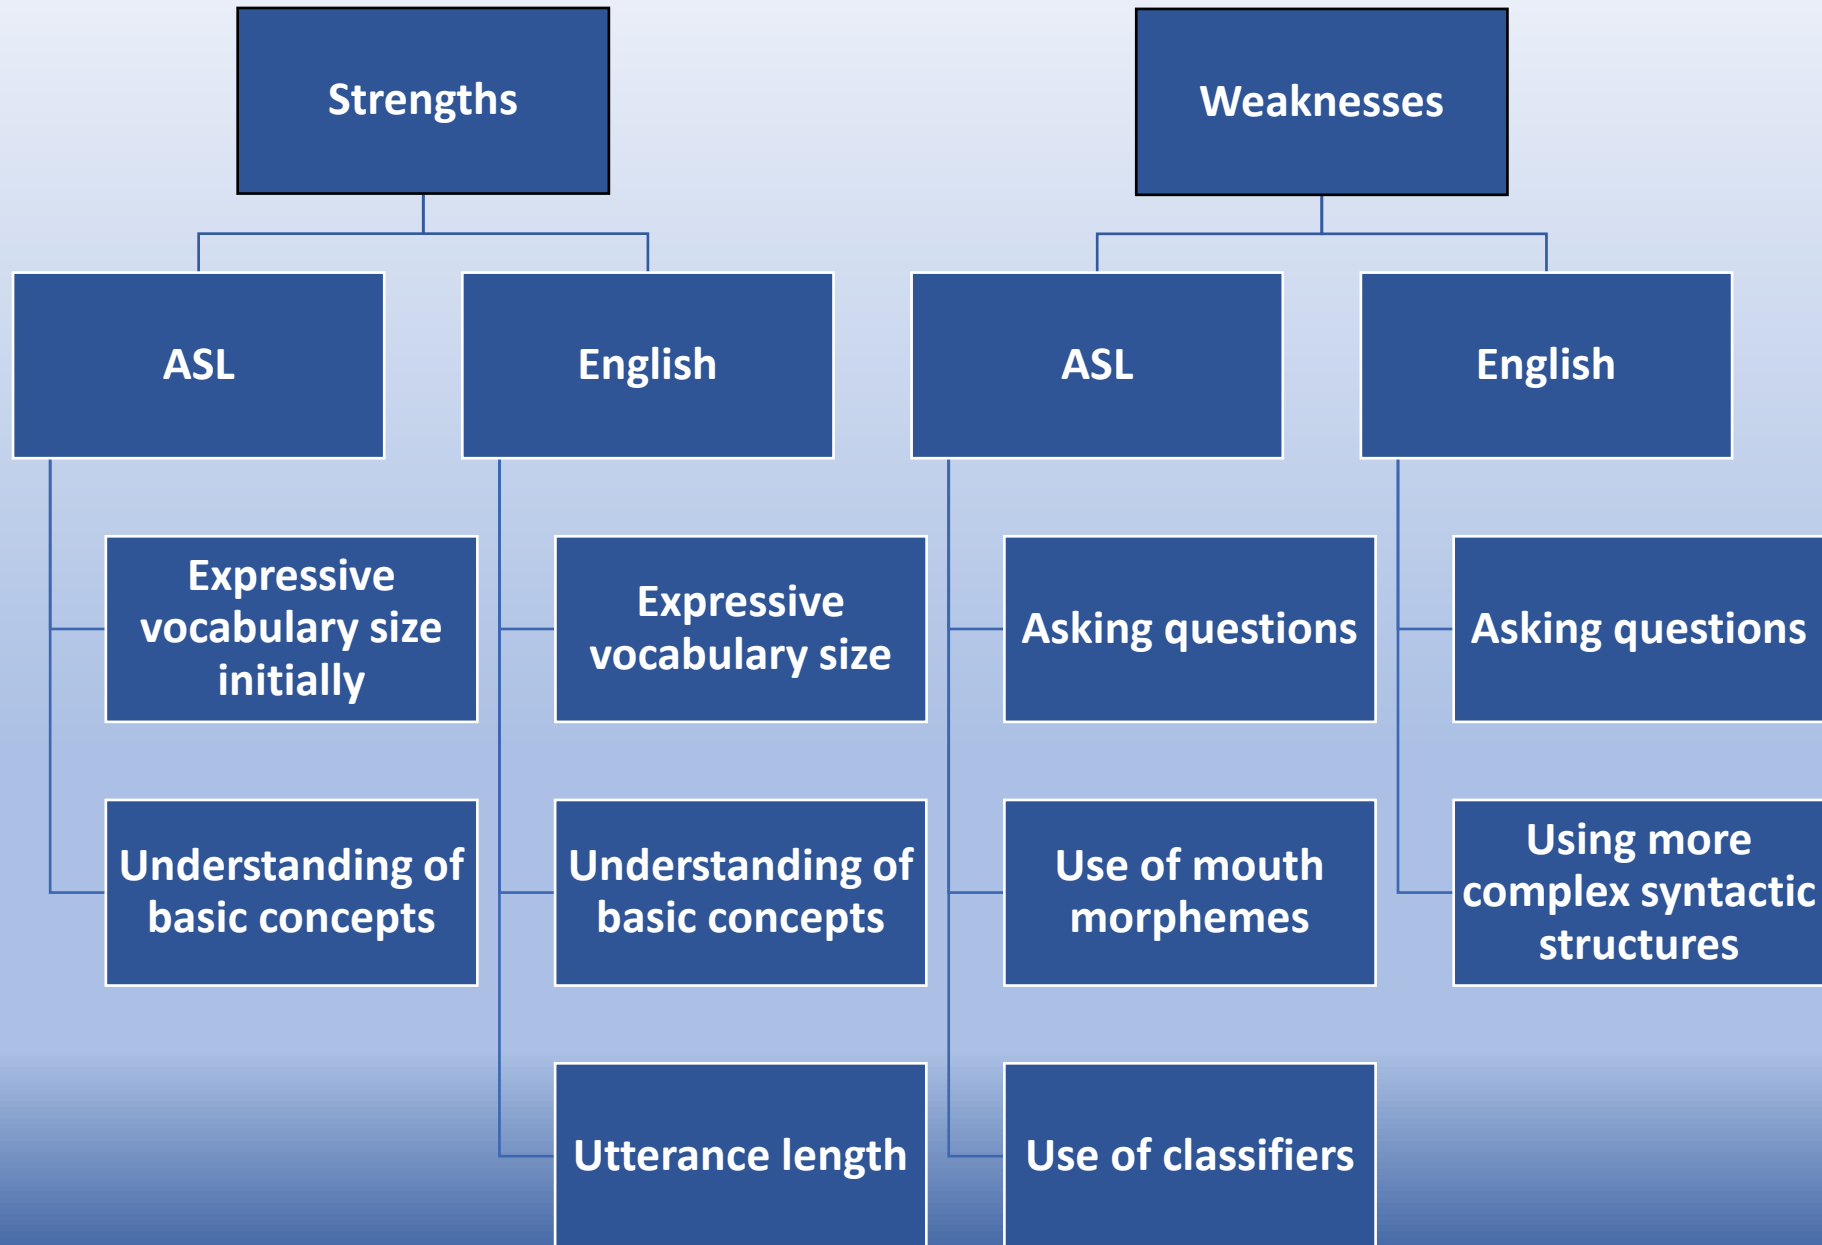 Strengths
Weaknesses
ASL
English
ASL
English
Expressive
vocabulary size
initially
Expressive
vocabulary size
Asking questions
Asking questions
Understanding of
basic concepts
Understanding of
basic concepts
Use of mouth
morphemes
Using more
complex syntactic
structures
Utterance length
Use of classifiers